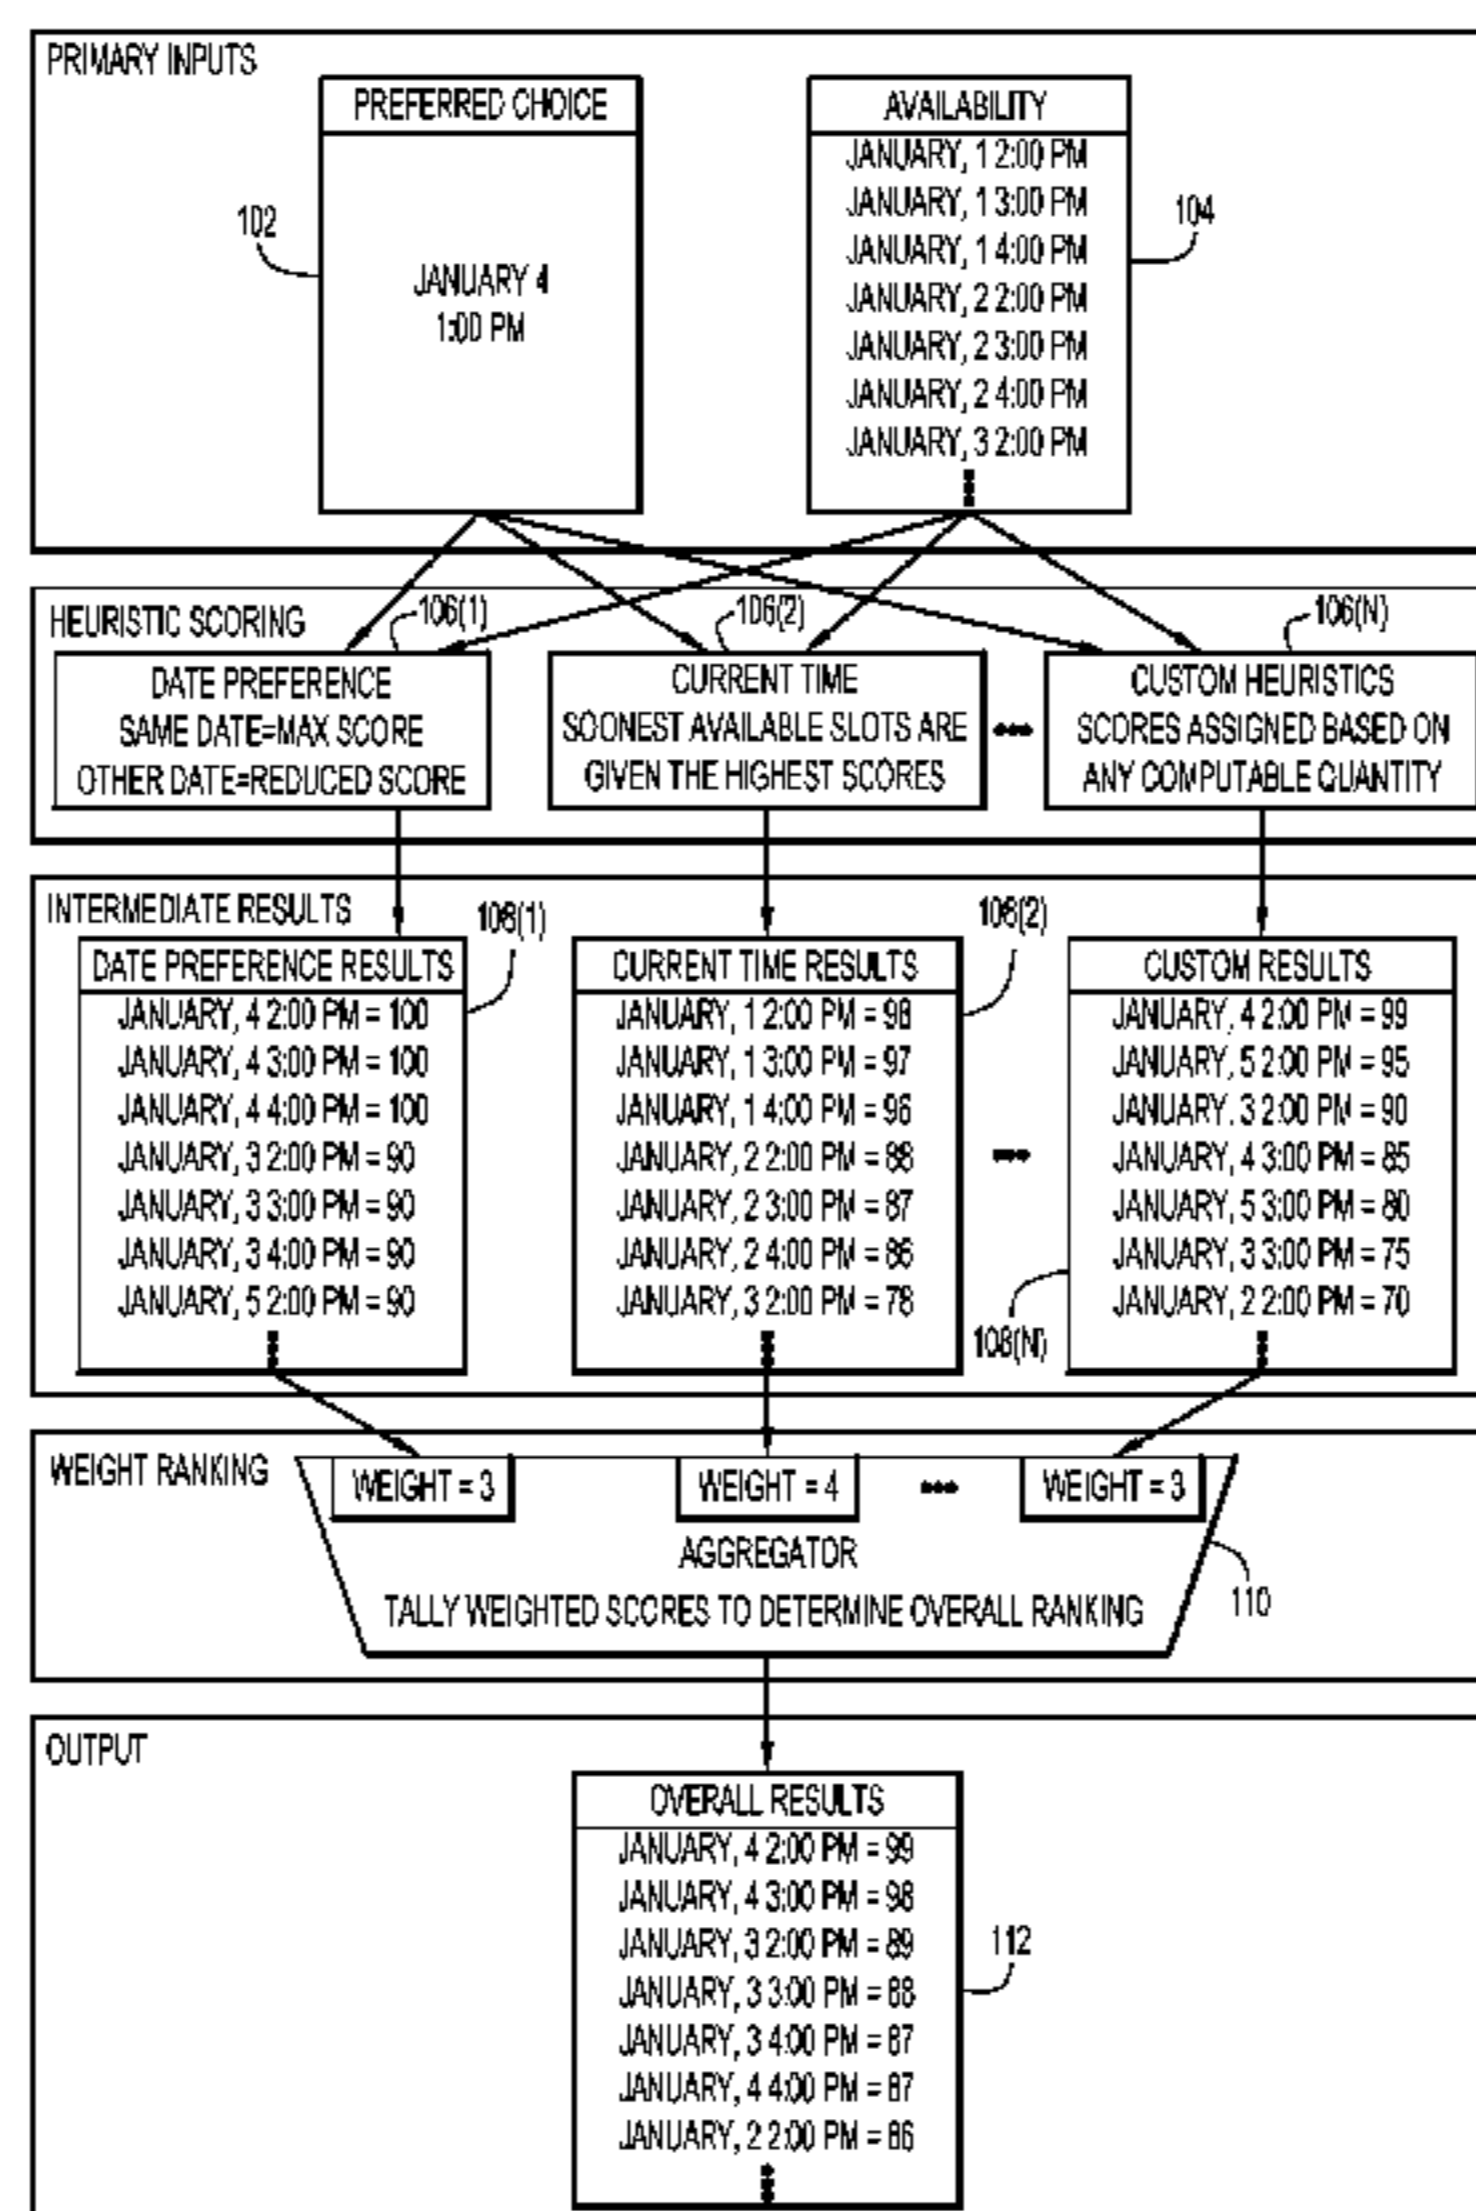 PRIMARY INPUTS
PREFERRED CHOICE
JANUARY 4
1:00 PM
102
AVAILABILITY
JANUARY, 1 2:00 PM
JANUARY, 1 3:00 PM
JANUARY, 1 4:00 PM
JANUARY, 2 2:00 PM
JANUARY, 2 3:00 PM
JANUARY, 2 4:00 PM
JANUARY, 3 2:00 PM
104
HEURISTIC SCORING
106(1)
DATE PREFERENCE
SAME DATE=MAX SCORE
OTHER DATE=REDUCED SCORE
106(2)
CURRENT TIME
SOONEST AVAILABLE SLOTS ARE
GIVEN THE HIGHEST SCORES
106(N)
CUSTOM HEURISTICS
SCORES ASSIGNED BASED ON
ANY COMPUTABLE QUANTITY
INTERMEDIATE RESULTS
108(1)
DATE PREFERENCE RESULTS
JANUARY, 4 2:00 PM = 100
JANUARY, 4 3:00 PM = 100
JANUARY, 4 4:00 PM = 100
JANUARY, 3 2:00 PM = 90
JANUARY, 3 3:00 PM = 90
JANUARY, 3 4:00 PM = 90
JANUARY, 5 2:00 PM = 90
108(2)
CURRENT TIME RESULTS
JANUARY, 1 2:00 PM = 98
JANUARY, 1 3:00 PM = 97
JANUARY, 1 4:00 PM = 96
JANUARY, 2 2:00 PM = 88
JANUARY, 2 3:00 PM = 87
JANUARY, 2 4:00 PM = 86
JANUARY, 3 2:00 PM = 78
108(N)
CUSTOM RESULTS
JANUARY, 4 2:00 PM = 99
JANUARY, 5 2:00 PM = 95
JANUARY, 3 2:00 PM = 90
JANUARY, 4 3:00 PM = 85
JANUARY, 5 3:00 PM = 80
JANUARY, 3 3:00 PM = 75
JANUARY, 2 2:00 PM = 70
WEIGHT RANKING
WEIGHT = 3
WEIGHT = 4
WEIGHT = 3
AGGREGATOR
TALLY WEIGHTED SCORES TO DETERMINE OVERALL RANKING
110
OUTPUT
OVERALL RESULTS
JANUARY, 4 2:00 PM = 99
JANUARY, 4 3:00 PM = 98
JANUARY, 3 2:00 PM = 89
JANUARY, 3 3:00 PM = 88
JANUARY, 3 4:00 PM = 87
JANUARY, 4 4:00 PM = 87
JANUARY, 2 2:00 PM = 86
112